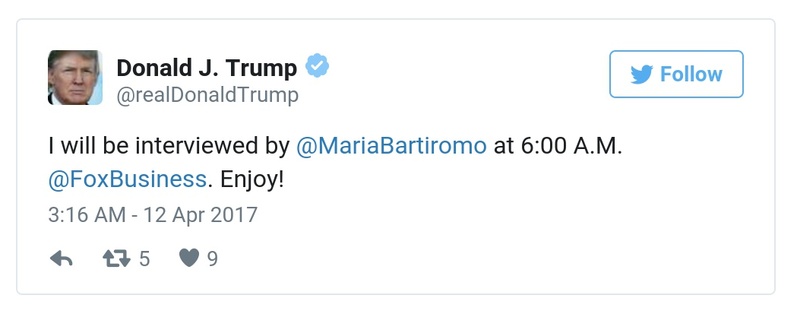 Donald J. Trump
@realDonaldTrump
Follow
I will be interviewed by @MariaBartiromo at 6:00 A.M.
@FoxBusiness. Enjoy!
3:16 AM - 12 Apr 2017
5 9